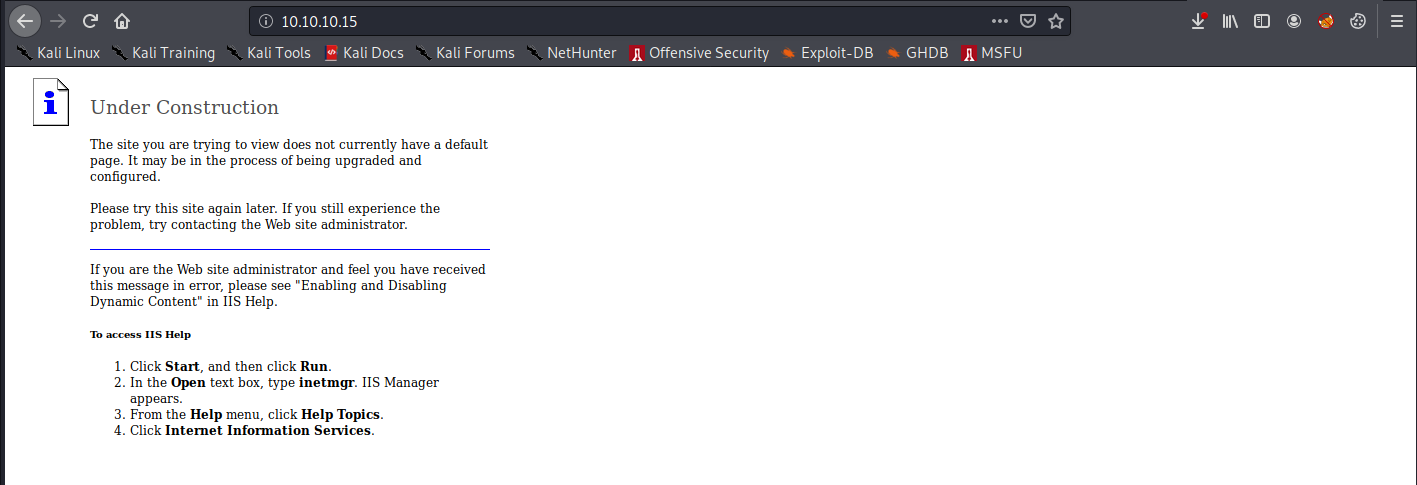 10.10.10.15
Kali Linux Kali Training Kali Tools Kali Docs Kali Forums NetHunter Offensive Security Exploit-DB GHDB MSFU
i
Under Construction
The site you are trying to view does not currently have a default
page. It may be in the process of being upgraded and
configured.
Please try this site again later. If you still experience the
problem, try contacting the Web site administrator.
If you are the Web site administrator and feel you have received
this message in error, please see "Enabling and Disabling
Dynamic Content" in IIS Help.
To access IIS Help
1. Click Start, and then click Run.
2. In the Open text box, type inetmgr. IIS Manager
appears.
3. From the Help menu, click Help Topics.
4. Click Internet Information Services.